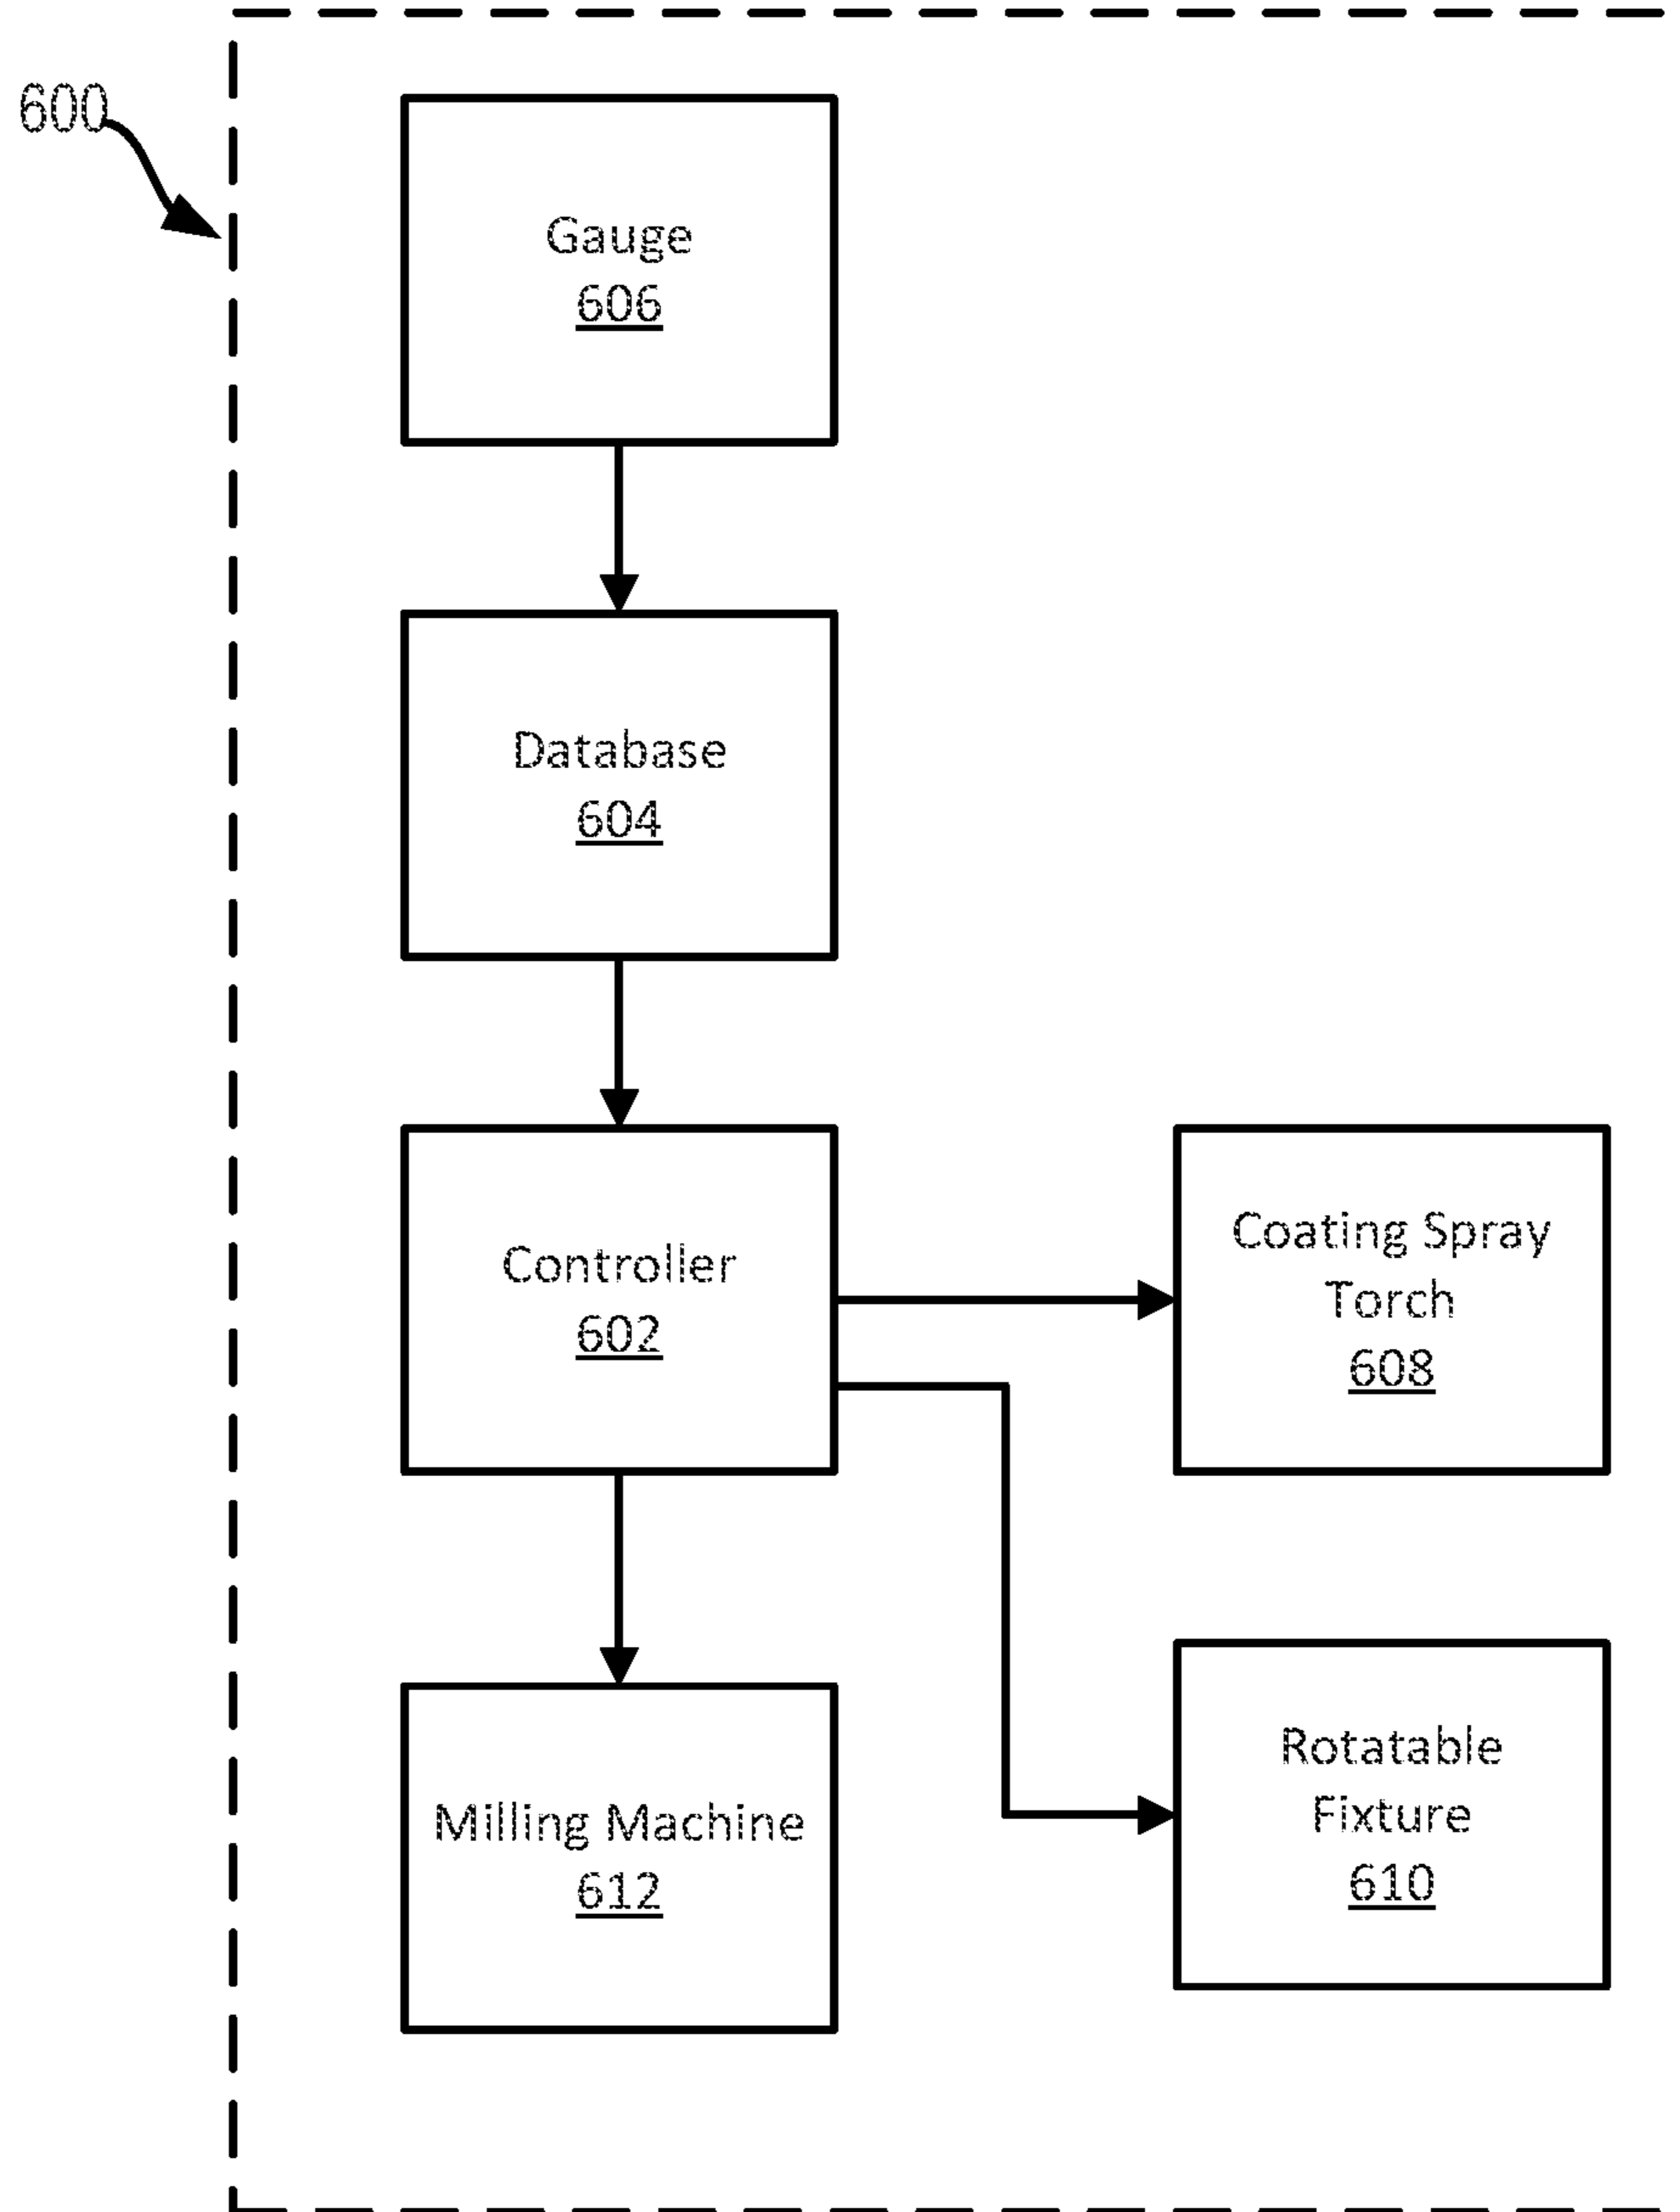 600
Gauge
606
Database
604
Controller
602
Coating Spray
Torch
608
Milling Machine
612
Rotatable
Fixture
610